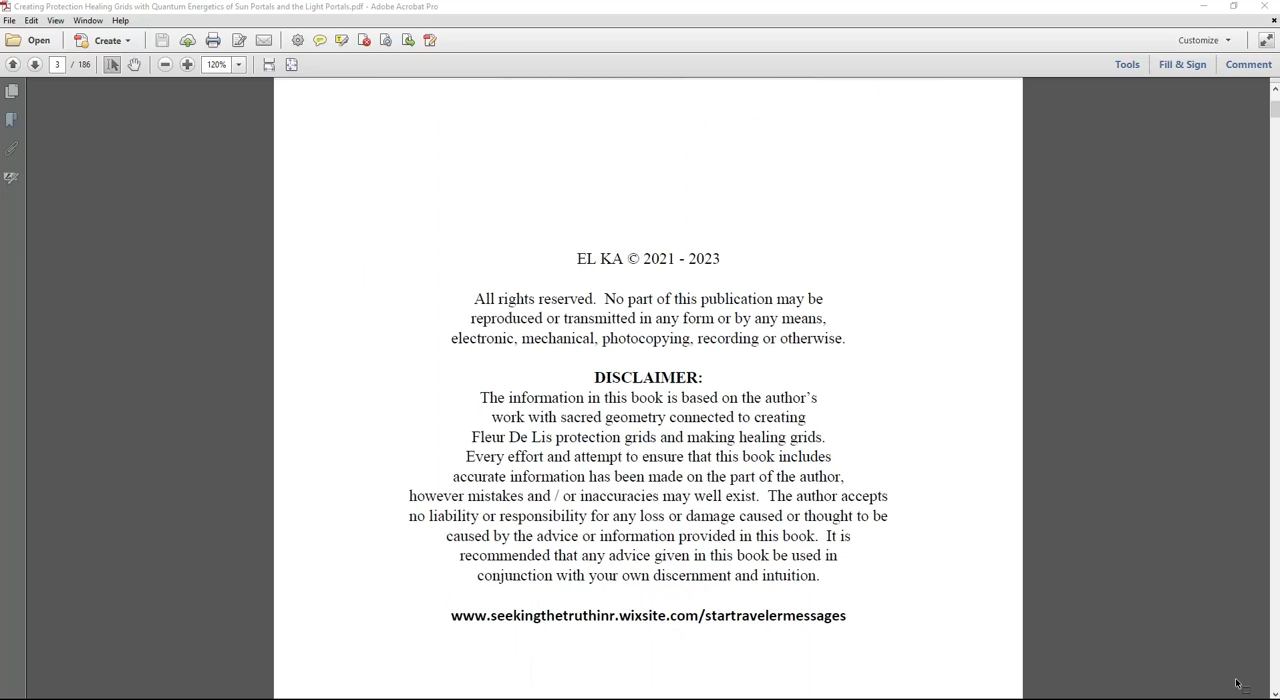 Creating Protection Healing Grids with Quantum Energetics of Sun Portals and the Light Portals.pdf - Adobe Acrobat Pro
File Edit View Window Help
Open Create Customize
3 / 186 120% Tools Fill & Sign Comment
EL KA © 2021 - 2023
All rights reserved. No part of this publication may be
reproduced or transmitted in any form or by any means,
electronic, mechanical, photocopying, recording or otherwise.
DISCLAIMER:
The information in this book is based on the author's
work with sacred geometry connected to creating
Fleur De Lis protection grids and making healing grids.
Every effort and attempt to ensure that this book includes
accurate information has been made on the part of the author,
however mistakes and / or inaccuracies may well exist. The author accepts
no liability or responsibility for any loss or damage caused or thought to be
caused by the advice or information provided in this book. It is
recommended that any advice given in this book be used in
conjunction with your own discernment and intuition.
www.seekingthetruthinr.wixsite.com/startravelermessages